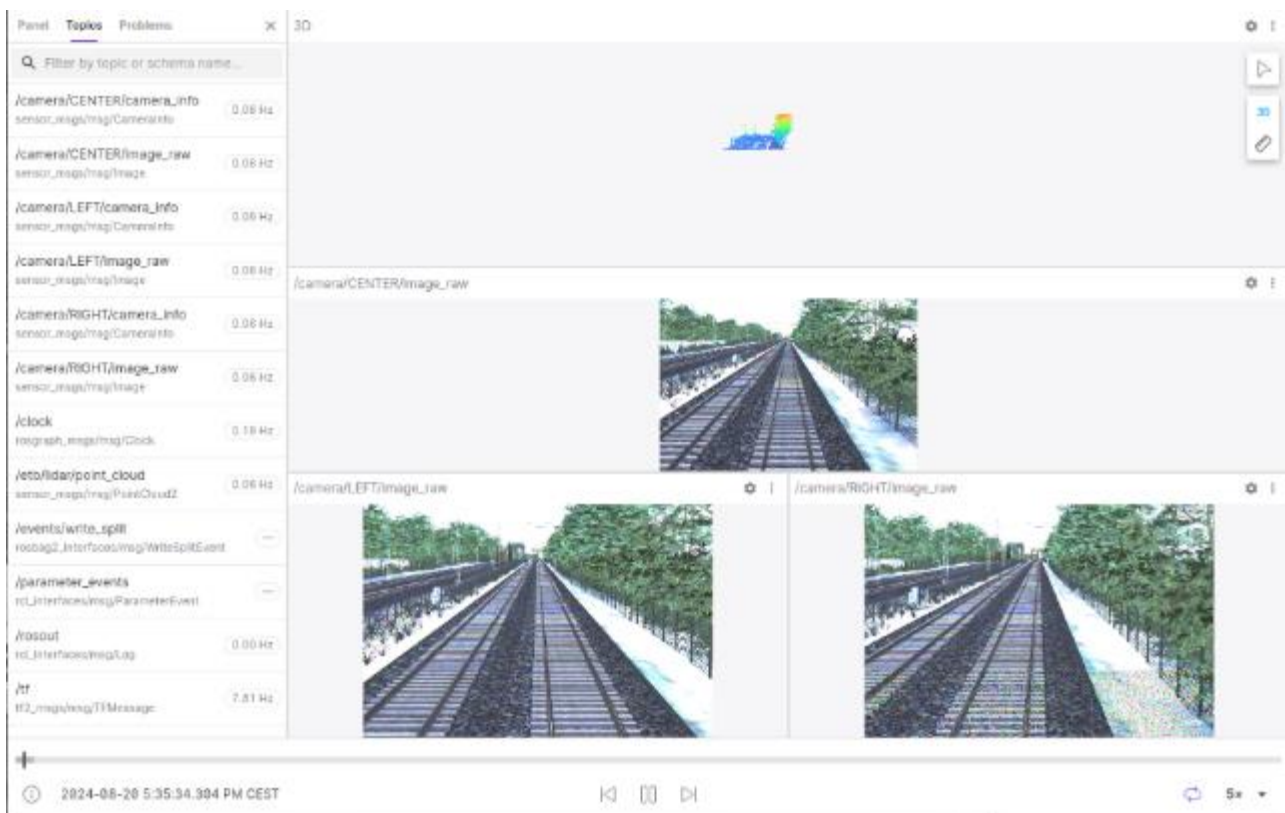 Panel Topics Problems
3D
Filter by topic or schema name...
/camera/CENTER/camera_info
sensor_msgs/msg/CameraInfo
0.08 Hz
/camera/CENTER/image_raw
sensor_msgs/msg/Image
0.08 Hz
/camera/LEFT/camera_info
sensor_msgs/msg/CameraInfo
0.08 Hz
/camera/LEFT/image_raw
sensor_msgs/msg/Image
0.08 Hz
/camera/RIGHT/camera_info
sensor_msgs/msg/CameraInfo
0.08 Hz
/camera/RIGHT/image_raw
sensor_msgs/msg/Image
0.06 Hz
/clock
rosgraph_msgs/msg/Clock
/lidar/point_cloud
sensor_msgs/msg/PointCloud2
0.08 Hz
/events/write_split
rosbag2_interfaces/msg/WriteSplitEvent
—
/parameter_events
rcl_interfaces/msg/ParameterEvent
—
/rosout
rcl_interfaces/msg/Log
0.00 Hz
/tf
tf2_msgs/msg/TFMessage
7.81 Hz
3D
/camera/CENTER/image_raw
/camera/LEFT/image_raw
/camera/RIGHT/image_raw
2024-08-20 5:35:34.304 PM CEST
5x